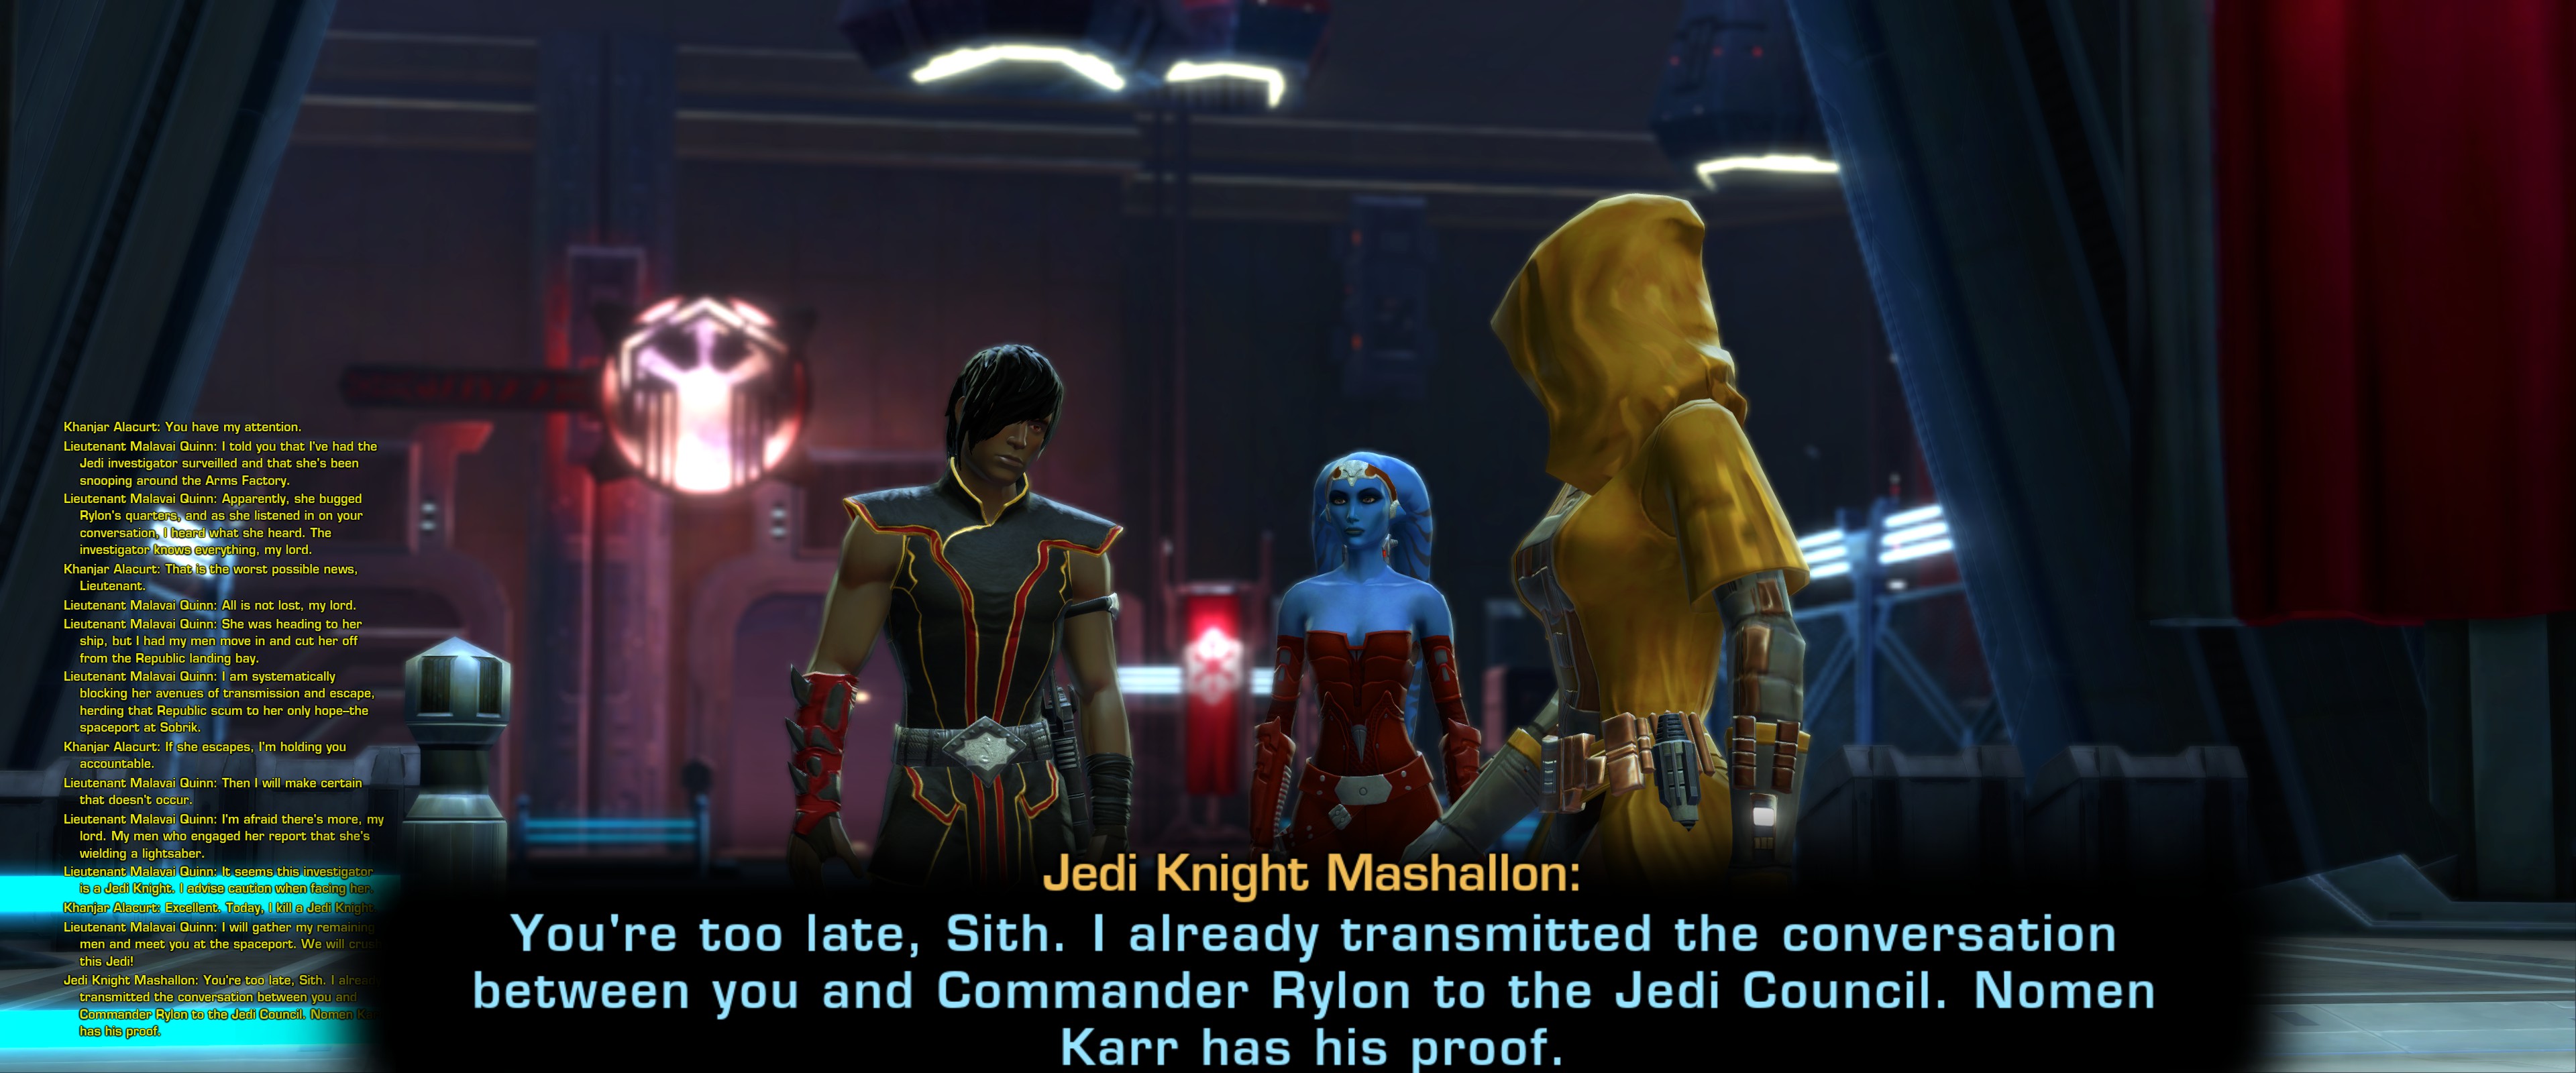 Khanjar Alacurt: You have my attention.
Lieutenant Malavai Quinn: I told you that I've had the
Jedi investigator surveilled and that she's been
snooping around the Arms Factory.
Lieutenant Malavai Quinn: Apparently, she bugged
Rylon's quarters, and as she listened in on your
conversation, I heard what she heard. The
investigator knows everything, my lord.
Khanjar Alacurt: That is the worst possible news,
Lieutenant.
Lieutenant Malavai Quinn: All is not lost, my lord.
Lieutenant Malavai Quinn: She was heading to her
ship, but I had my men move in and cut her off
from the Republic landing bay.
Lieutenant Malavai Quinn: I am systematically
blocking her avenues of transmission and escape,
herding that Republic scum to her only hope–the
spaceport at Sobrik.
Khanjar Alacurt: If she escapes, I'm holding you
accountable.
Lieutenant Malavai Quinn: Then I will make certain
that doesn't occur.
Lieutenant Malavai Quinn: I'm afraid there's more, my
lord. My men who engaged her report that she's
wielding a lightsaber.
Lieutenant Malavai Quinn: It seems this investigator
is a Jedi Knight. I advise caution when facing her.
Khanjar Alacurt: Excellent. Today, I kill a Jedi Knight.
Lieutenant Malavai Quinn: I will gather my remaining
men and meet you at the spaceport. We will crush
this Jedi!
Jedi Knight Mashallon: You're too late, Sith. I already
transmitted the conversation between you and
Commander Rylon to the Jedi Council. Nomen Karr
has his proof.
Jedi Knight Mashallon:
You're too late, Sith. I already transmitted the conversation
between you and Commander Rylon to the Jedi Council. Nomen
Karr has his proof.